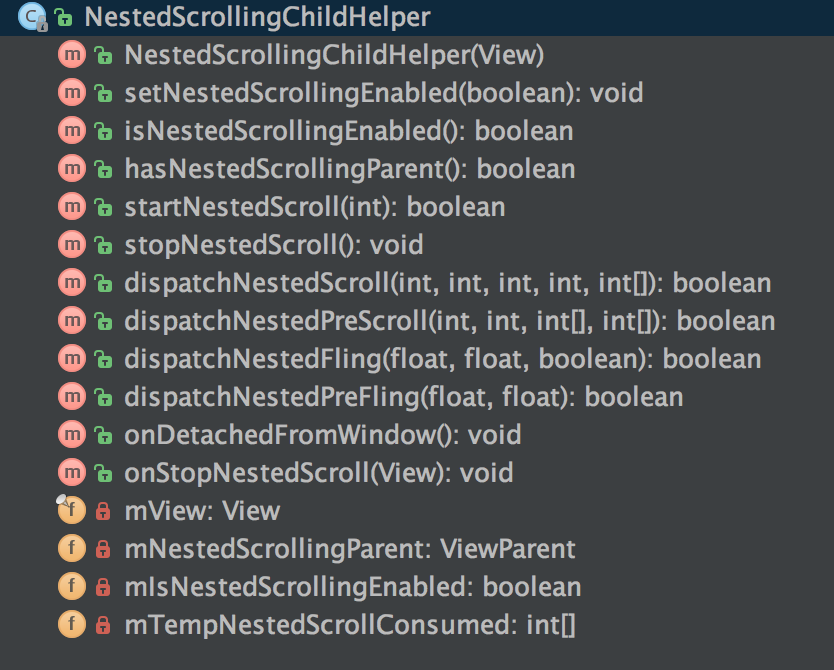 NestedScrollingChildHelper
NestedScrollingChildHelper(View)
setNestedScrollingEnabled(boolean): void
isNestedScrollingEnabled(): boolean
hasNestedScrollingParent(): boolean
startNestedScroll(int): boolean
stopNestedScroll(): void
dispatchNestedScroll(int, int, int, int, int[]): boolean
dispatchNestedPreScroll(int, int, int[], int[]): boolean
dispatchNestedFling(float, float, boolean): boolean
dispatchNestedPreFling(float, float): boolean
onDetachedFromWindow(): void
onStopNestedScroll(View): void
mView: View
mNestedScrollingParent: ViewParent
mIsNestedScrollingEnabled: boolean
mTempNestedScrollConsumed: int[]